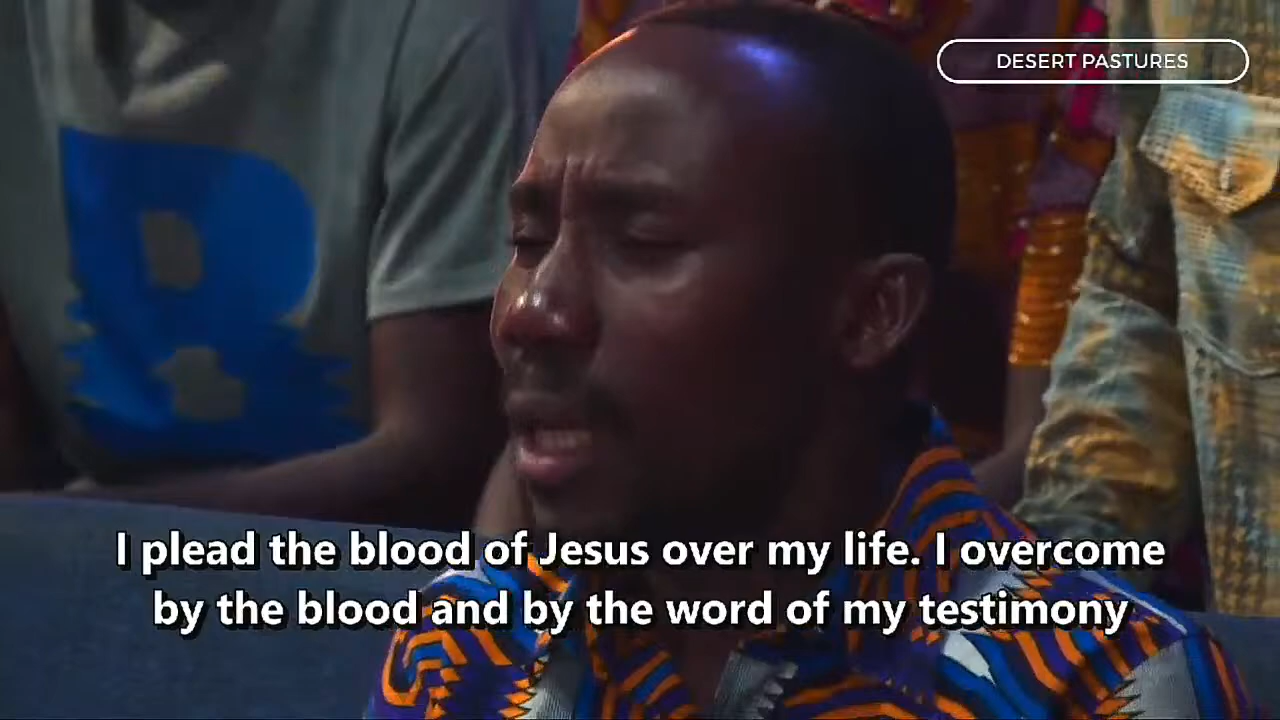 DESERT PASTURES
B
I plead the blood of Jesus over my life. I overcome
by the blood and by the word of my testimony